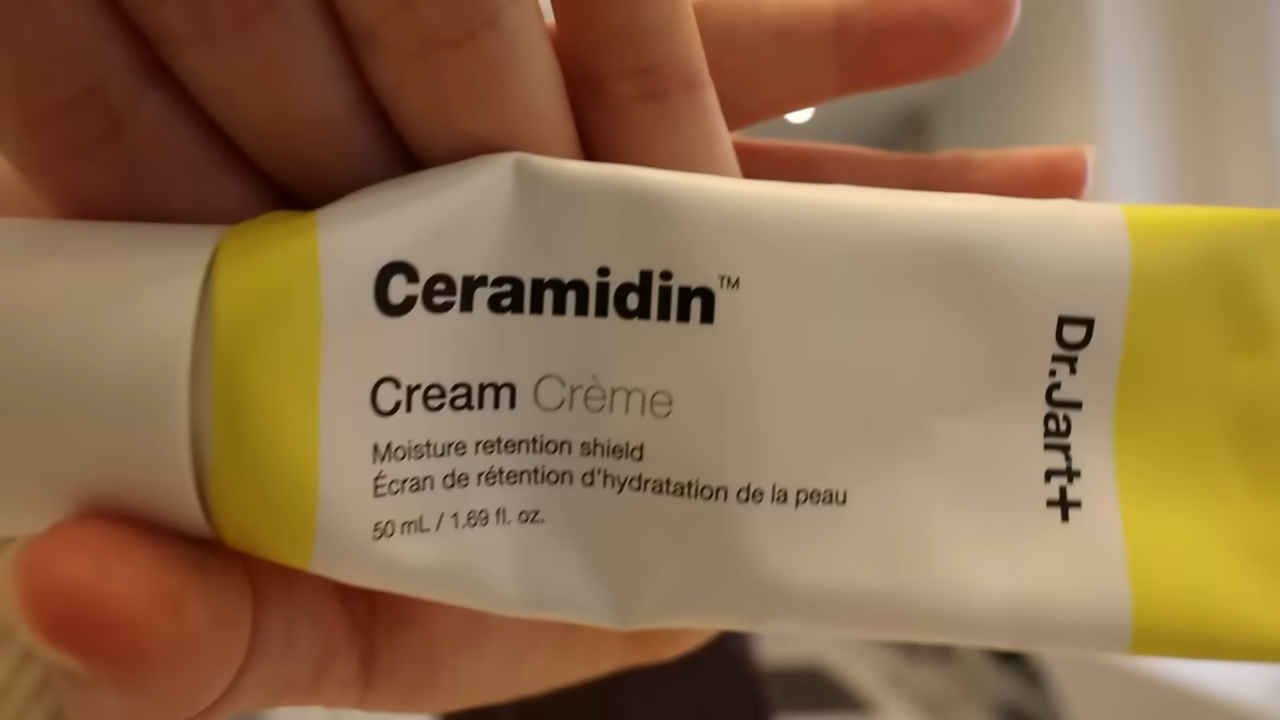 Ceramidin™
Cream Crème
Moisture retention shield
Écran de rétention d'hydratation de la peau
50 mL / 1.69 fl. oz.
Dr.Jart+